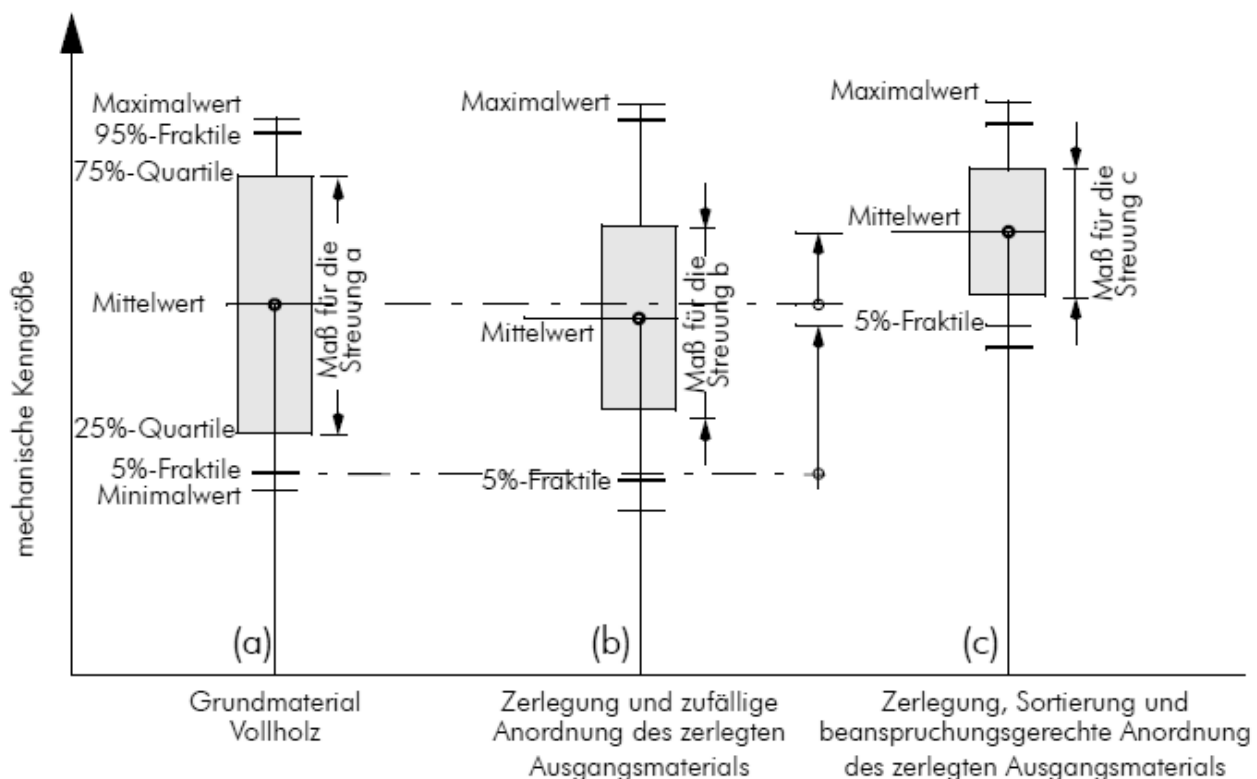 mechanische Kenngröße
Maximalwert
95%-Fraktile
75%-Quartile
Mittelwert
25%-Quartile
5%-Fraktile
Minimalwert
Maß für die
Streuung a
(a)
Grundmaterial
Vollholz
Maximalwert
Mittelwert
5%-Fraktile
Maß für die
Streuung b
(b)
Zerlegung und zufällige
Anordnung des zerlegten
Ausgangsmaterials
Maximalwert
Mittelwert
5%-Fraktile
Maß für die
Streuung c
(c)
Zerlegung, Sortierung und
beanspruchungsgerechte Anordnung
des zerlegten Ausgangsmaterials